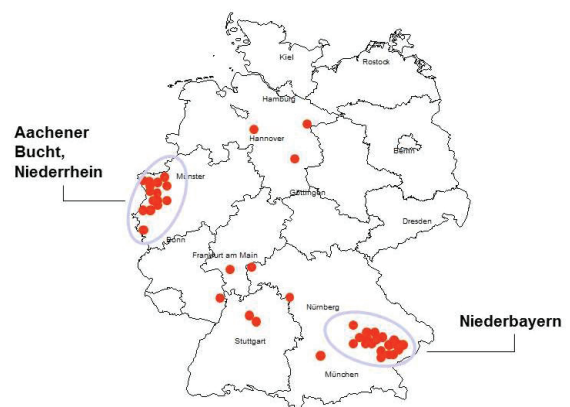 Kiel
Rostock
Hamburg
Aachener
Bucht,
Niederrhein
Hannover
Berlin
Münster
Göttingen
Dresden
Bonn
Frankfurt am Main
Nürnberg
Niederbayern
Stuttgart
München